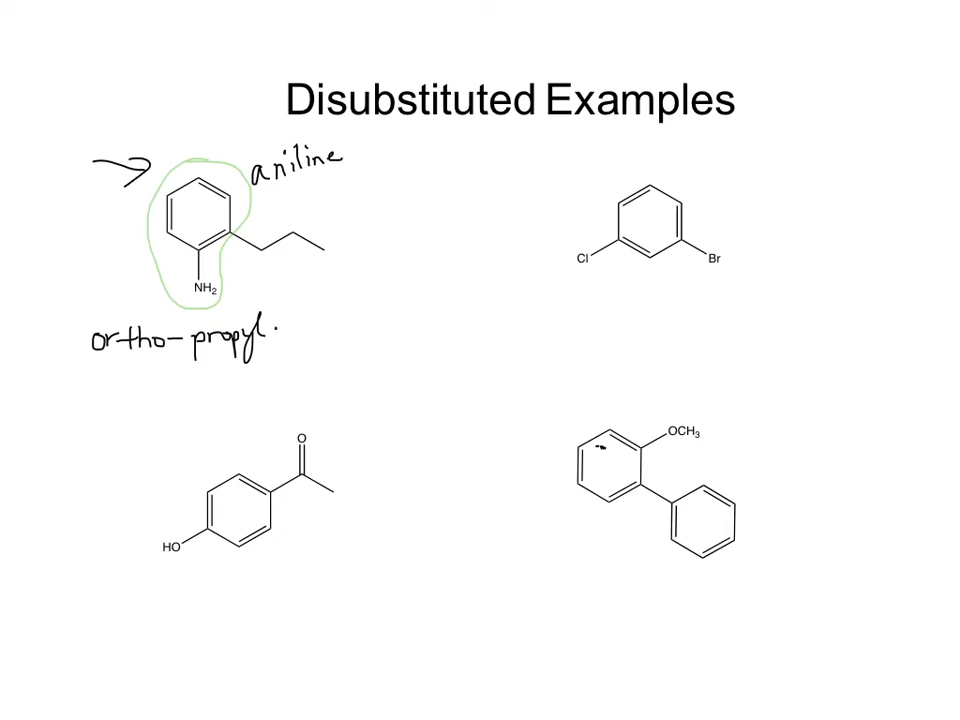 Disubstituted Examples
aniline
NH2
ortho-propyl.
Cl
Br
O
HO
OCH3